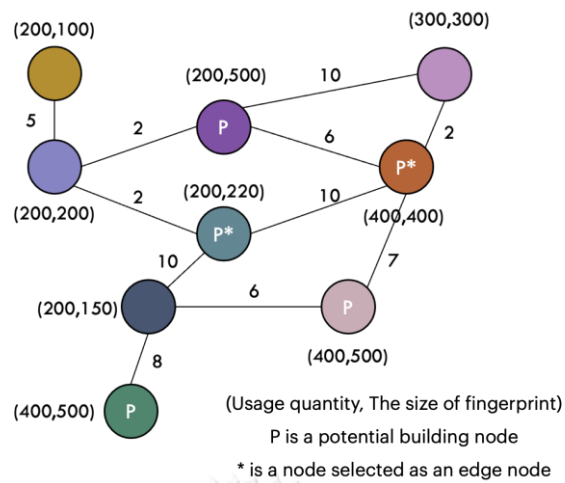 (300,300)
(200,100)
(200,500)
10
5
2
P
6
2
P*
2
(200,220)
10
(200,200)
(400,400)
P*
10
7
6
(200,150)
P
8
(400,500)
(400,500)
P
(Usage quantity, The size of fingerprint)
P is a potential building node
* is a node selected as an edge node